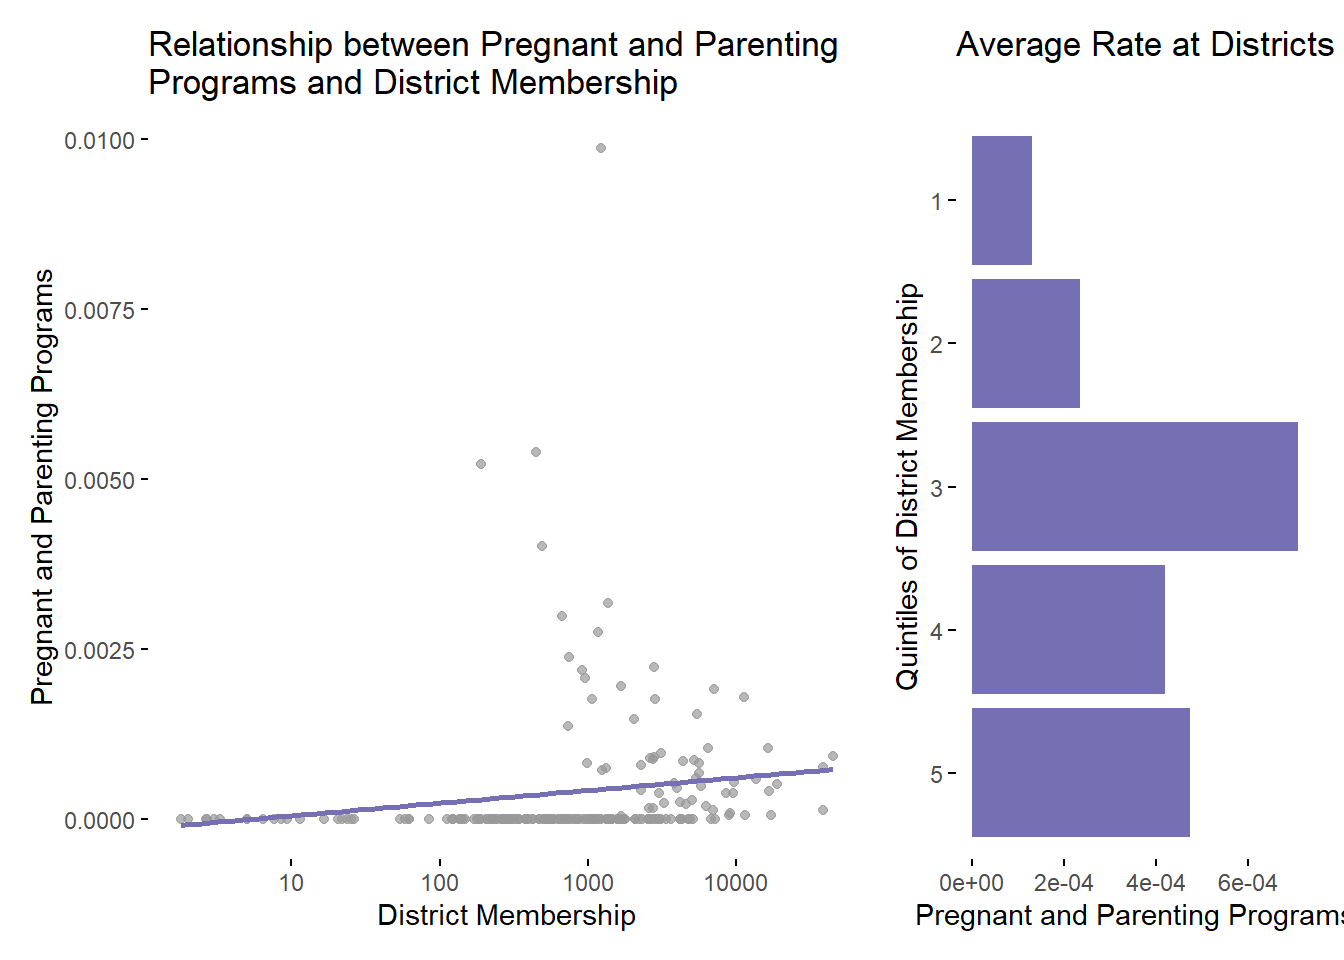 Relationship between Pregnant and Parenting
Programs and District Membership
Pregnant and Parenting Programs
0.0100
0.0075
0.0050
0.0025
0.0000
10 100 1000 10000
District Membership
Average Rate at Districts
Quintiles of District Membership
1
2
3
4
5
0e+00 2e-04 4e-04 6e-04
Pregnant and Parenting Programs